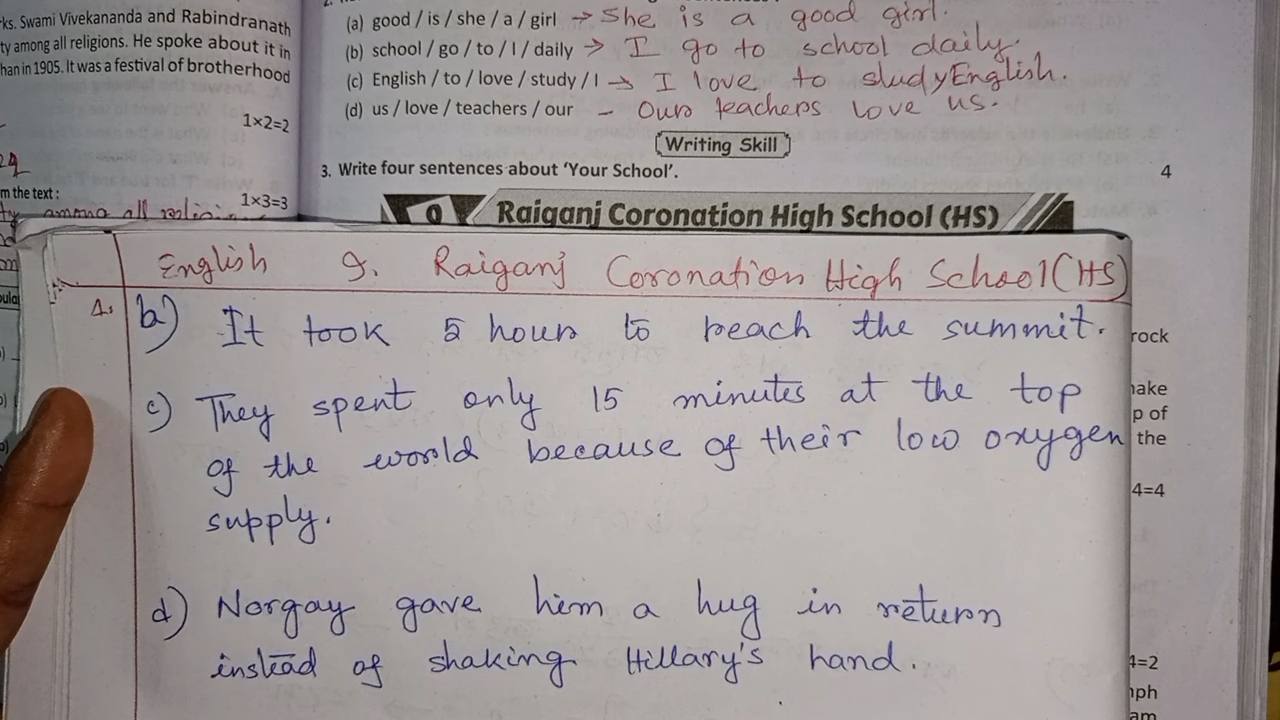 rks. Swami Vivekananda and Rabindranath
ty among all religions. He spoke about it in
han in 1905. It was a festival of brotherhood
1×2=2
m the text :
1×3=3
among all
(a) good / is / she / a / girl → She is a good girl.
(b) school / go / to / I / daily → I go to school daily.
(c) English / to / love / study / I → I love to study English.
(d) us / love / teachers / our – Our teachers love us.
Writing Skill
3. Write four sentences about ‘Your School’.
4
9 Raiganj Coronation High School (HS)
English 9. Raiganj Coronation High School (HS)
4. b) It took 5 hour to reach the summit.
c) They spent only 15 minutes at the top
of the world because of their low oxygen
supply.
d) Norgay gave him a hug in return
instead of shaking Hillary's hand.
rock
nake
p of
the
4=4
4=2
nph
am